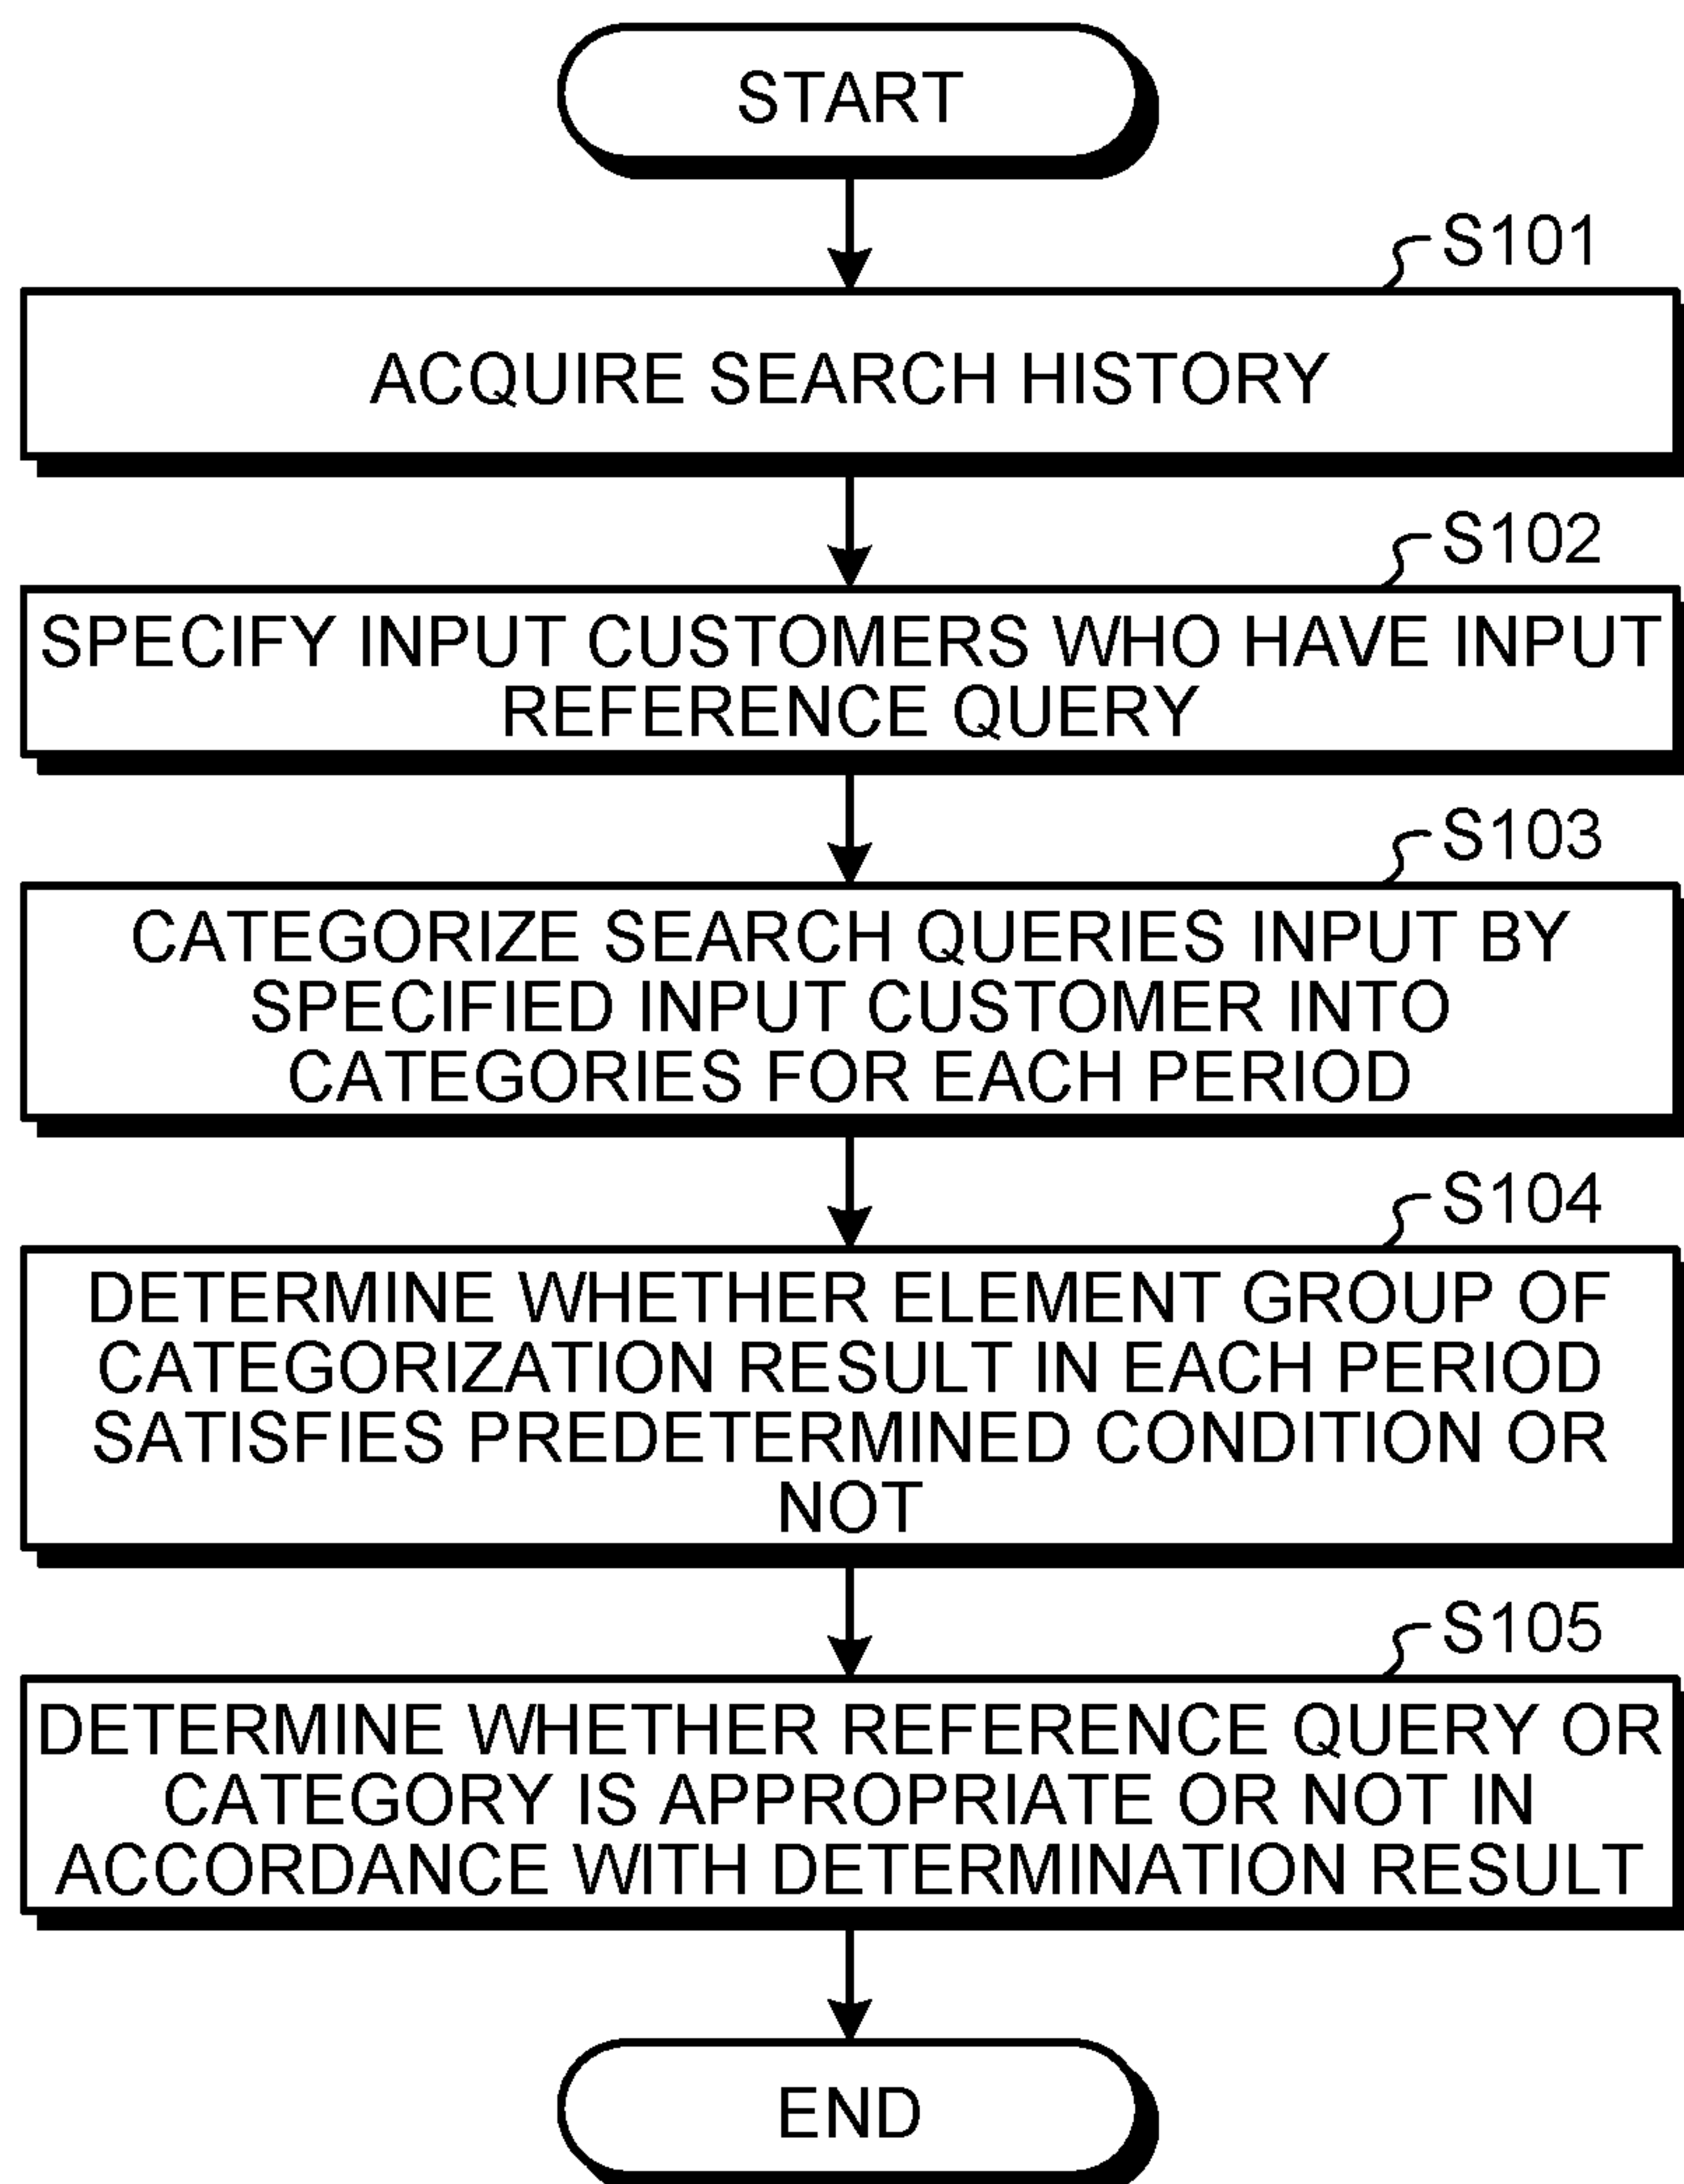 START
S101
ACQUIRE SEARCH HISTORY
S102
SPECIFY INPUT CUSTOMERS WHO HAVE INPUT
REFERENCE QUERY
S103
CATEGORIZE SEARCH QUERIES INPUT BY
SPECIFIED INPUT CUSTOMER INTO
CATEGORIES FOR EACH PERIOD
S104
DETERMINE WHETHER ELEMENT GROUP OF
CATEGORIZATION RESULT IN EACH PERIOD
SATISFIES PREDETERMINED CONDITION OR
NOT
S105
DETERMINE WHETHER REFERENCE QUERY OR
CATEGORY IS APPROPRIATE OR NOT IN
ACCORDANCE WITH DETERMINATION RESULT
END